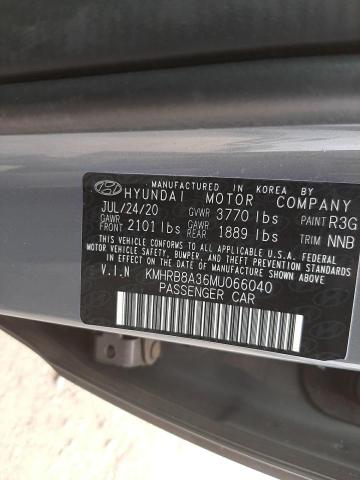 MANUFACTURED IN KOREA BY
HYUNDAI MOTOR COMPANY
JUL/24/20 GVWR 3770 lbs PAINT R3G
GAWR FRONT 2101 lbs GAWR REAR 1889 lbs TRIM NNB
THIS VEHICLE CONFORMS TO ALL APPLICABLE U.S.A FEDERAL
MOTOR VEHICLE SAFETY, BUMPER, AND THEFT PREVENTION
STANDARDS IN EFFECT ON THE DATE OF MANUFACTURE
SHOWN ABOVE
V.I.N KMHRB8A36MU066040
PASSENGER CAR